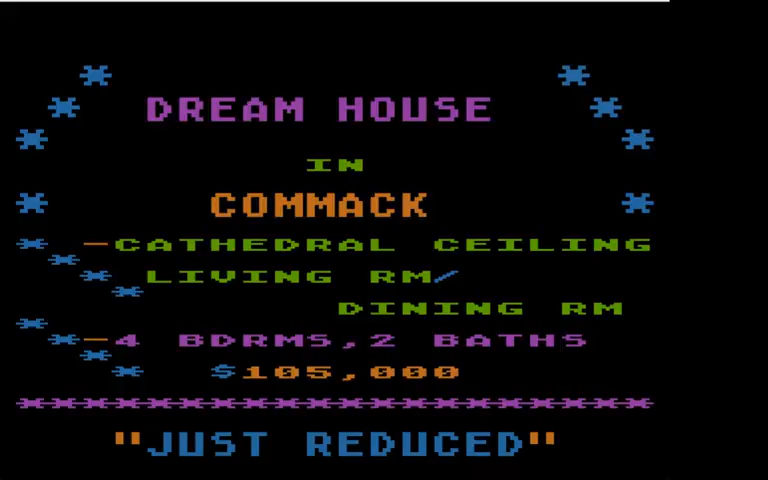 DREAM HOUSE
IN
COMMACK
-CATHEDRAL CEILING
LIVING RM/
DINING RM
-4 BDRMS,2 BATHS
$105,000
********************
"JUST REDUCED"